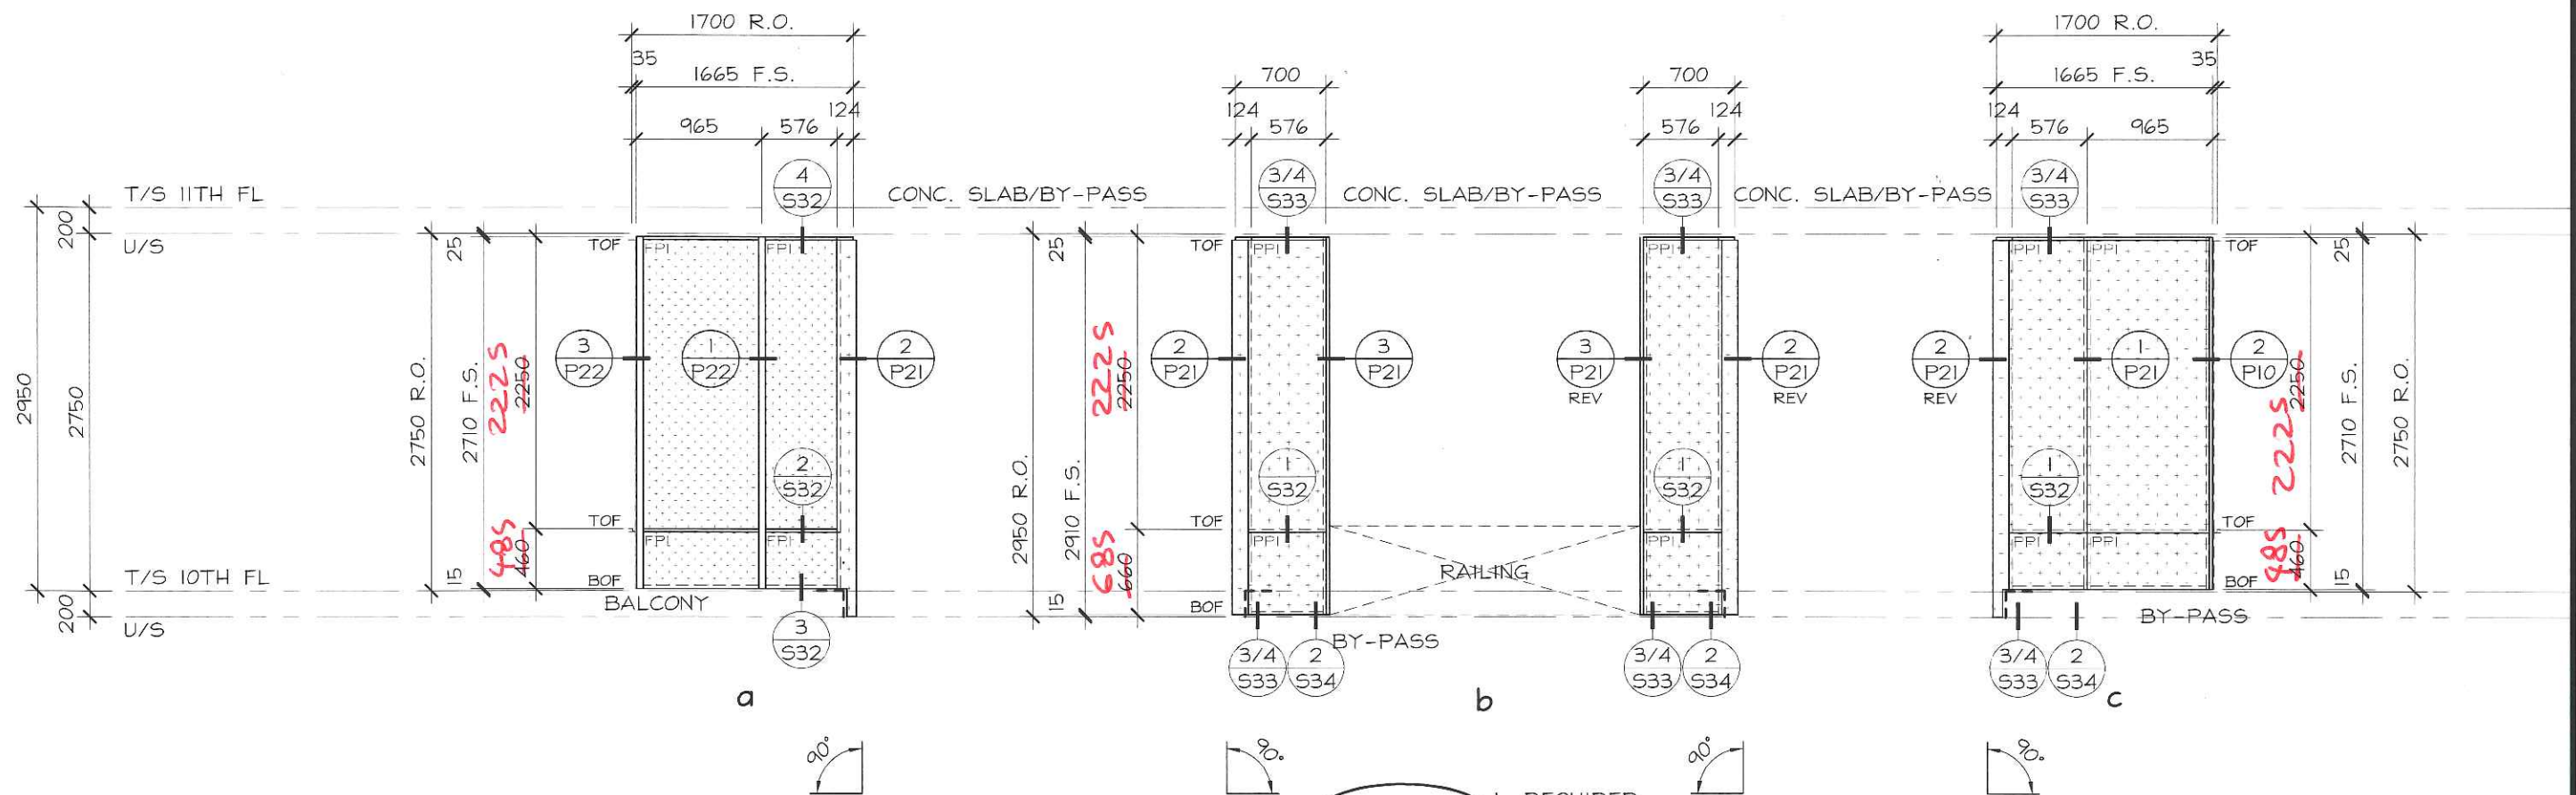 1700 R.O.
1700 R.O.
35
35
1665 F.S.
700
700
1665 F.S.
124
124
124
124
965
576
576
576
576
965
4
S32
3/4
S33
3/4
S33
3/4
S33
T/S 11TH FL
CONC. SLAB/BY-PASS
CONC. SLAB/BY-PASS
CONC. SLAB/BY-PASS
200
U/S
25
TOF
FPI
FPI
25
TOF
PPI
PPI
PPI
PPI
TOF
25
2950
2750
2750 R.O.
2710 F.S.
2225
2250
3
P22
1
P22
2
P21
2225
2250
2
P21
3
P21
3
P21
REV
2
P21
REV
2
P21
REV
1
P21
2
P10
2250
2225
2710 F.S.
2750 R.O.
2
S32
2950 R.O.
2910 F.S.
1
S32
1
S32
1
S32
485
460
TOF
FPI
FPI
685
660
TOF
PPI
PPI
PPI
PPI
TOF
485
460
T/S 10TH FL
15
BOF
BALCONY
RAILING
BOF
15
200
U/S
15
BOF
BY-PASS
BY-PASS
3
S32
3/4
S33
2
S34
3/4
S33
2
S34
3/4
S33
2
S34
a
b
c
90°
90°
90°
90°
REQUIRED